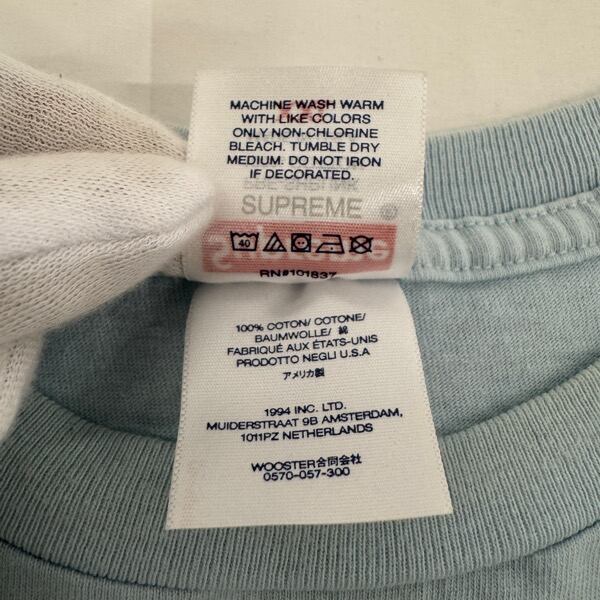 MACHINE WASH WARM
WITH LIKE COLORS
ONLY NON-CHLORINE
BLEACH. TUMBLE DRY
MEDIUM. DO NOT IRON
IF DECORATED.
SUPREME ®
40
RN#101837
100% COTON/ COTONE/
BAUMWOLLE/ 綿
FABRIQUÉ AUX ÉTATS-UNIS
PRODOTTO NEGLI U.S.A
アメリカ製
1994 INC. LTD.
MUIDERSTRAAT 9B AMSTERDAM,
1011PZ NETHERLANDS
WOOSTER合同会社
0570-057-300